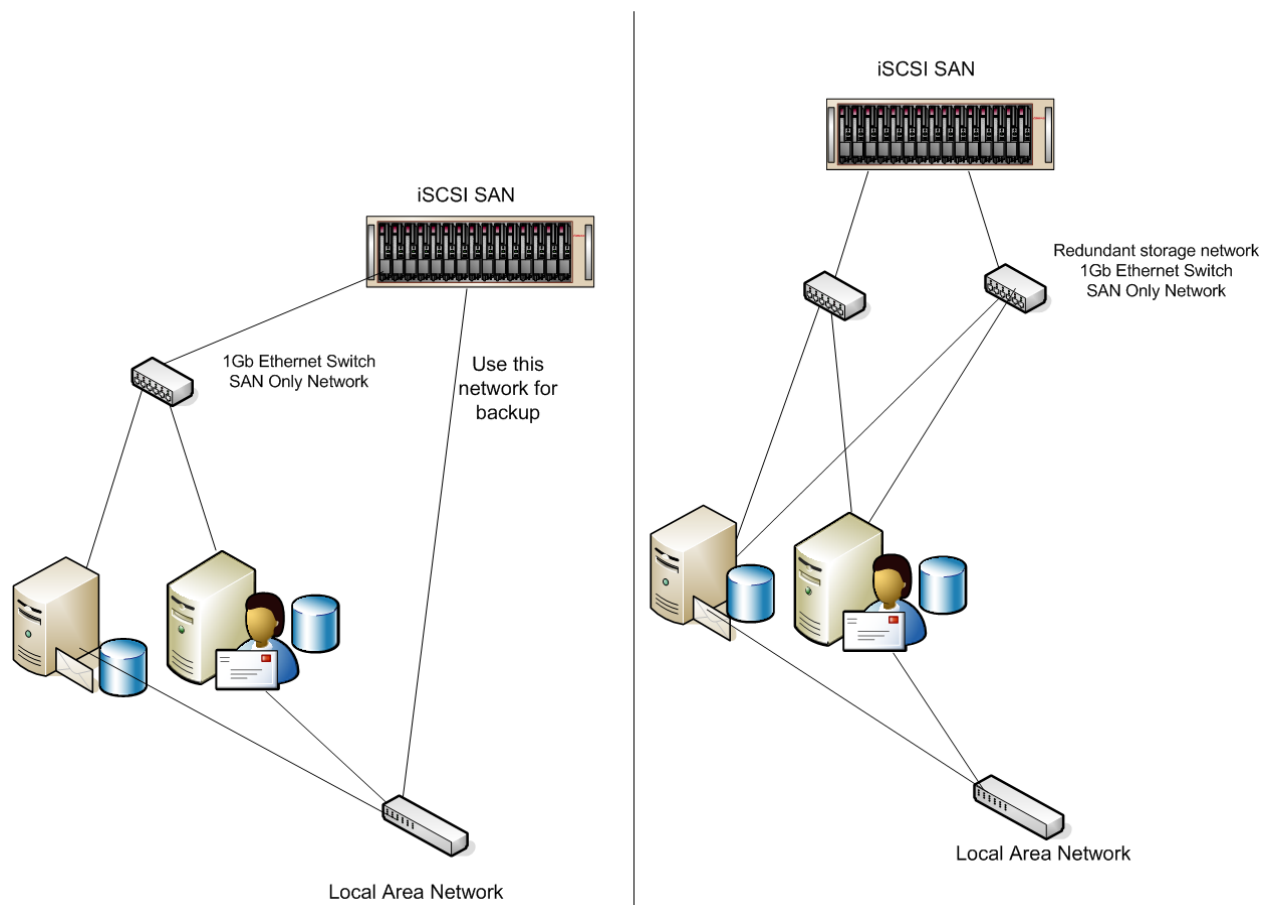 iSCSI SAN
1Gb Ethernet Switch
SAN Only Network
Use this
network for
backup
Local Area Network
iSCSI SAN
Redundant storage network
1Gb Ethernet Switch
SAN Only Network
Local Area Network